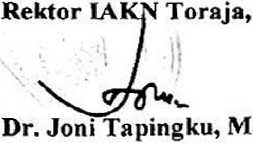 Rektor IAKN Toraja,
Dr. Joni Tapingku, M